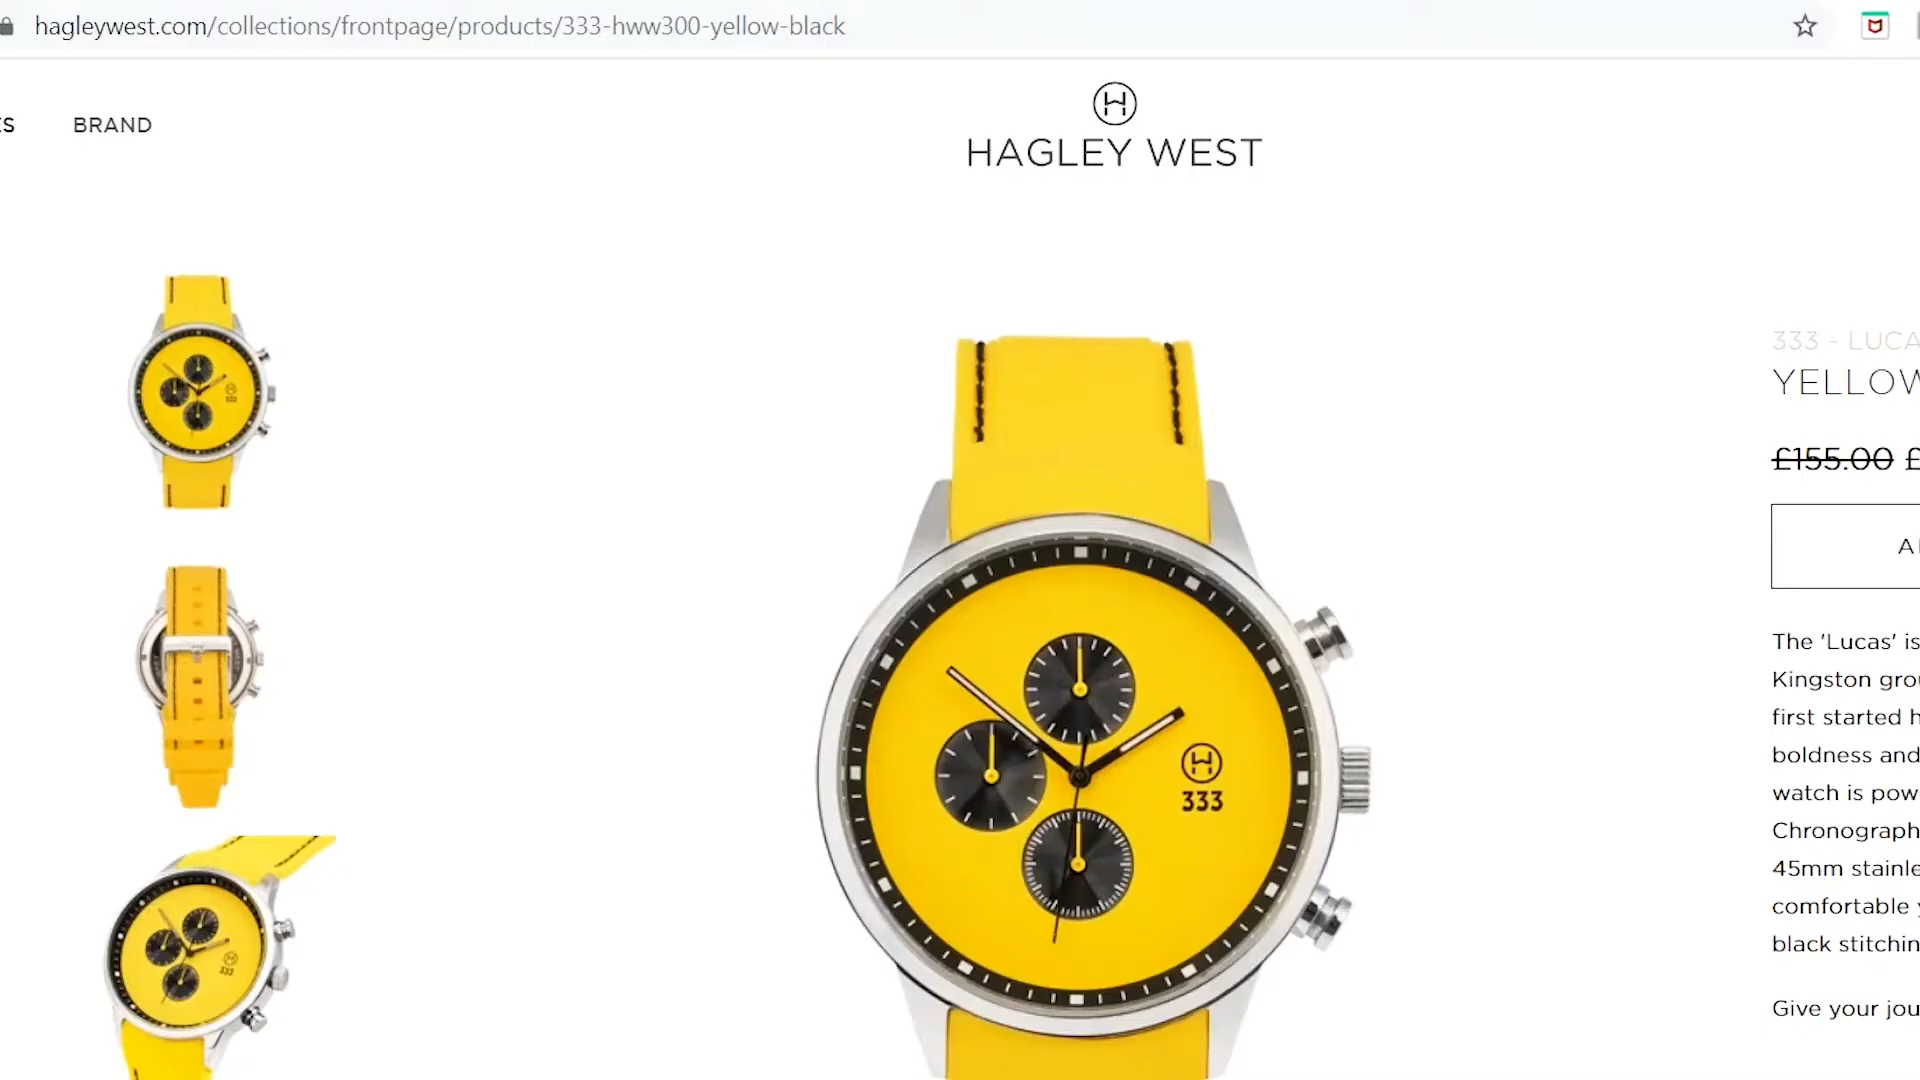 hagleywest.com/collections/frontpage/products/333-hww300-yellow-black
BRAND
HAGLEY WEST
333
333 - LUCA
YELLOW
£155.00 £
The 'Lucas' is
Kingston gro
first started h
boldness and
watch is pow
Chronograph
45mm stainle
comfortable y
black stitchin
Give your jou